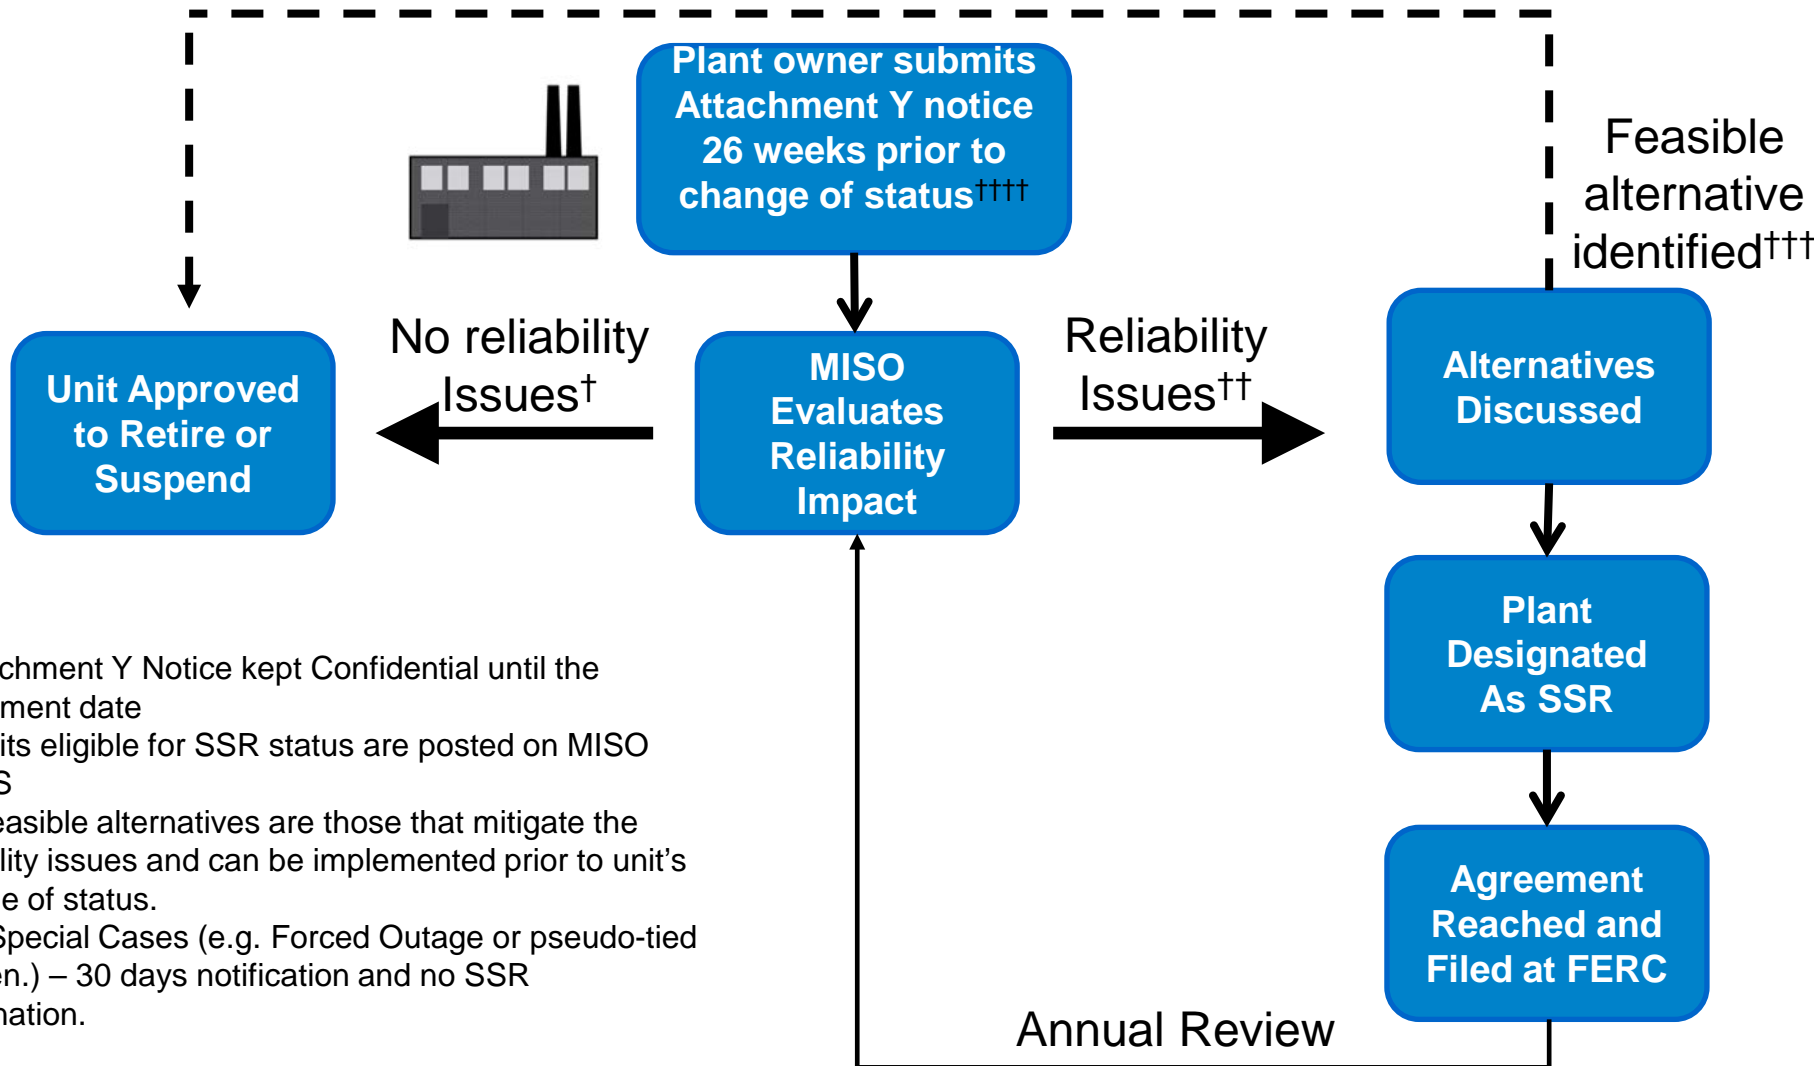 Plant owner submits
Attachment Y notice
26 weeks prior to
change of status††††
Feasible
alternative
identified†††
No reliability
Issues†
Reliability
Issues††
Unit Approved
to Retire or
Suspend
MISO
Evaluates
Reliability
Impact
Alternatives
Discussed
Plant
Designated
As SSR
Agreement
Reached and
Filed at FERC
Annual Review
chment Y Notice kept Confidential until the
ment date
its eligible for SSR status are posted on MISO
S
easible alternatives are those that mitigate the
ility issues and can be implemented prior to unit's
e of status.
Special Cases (e.g. Forced Outage or pseudo-tied
en.) – 30 days notification and no SSR
nation.